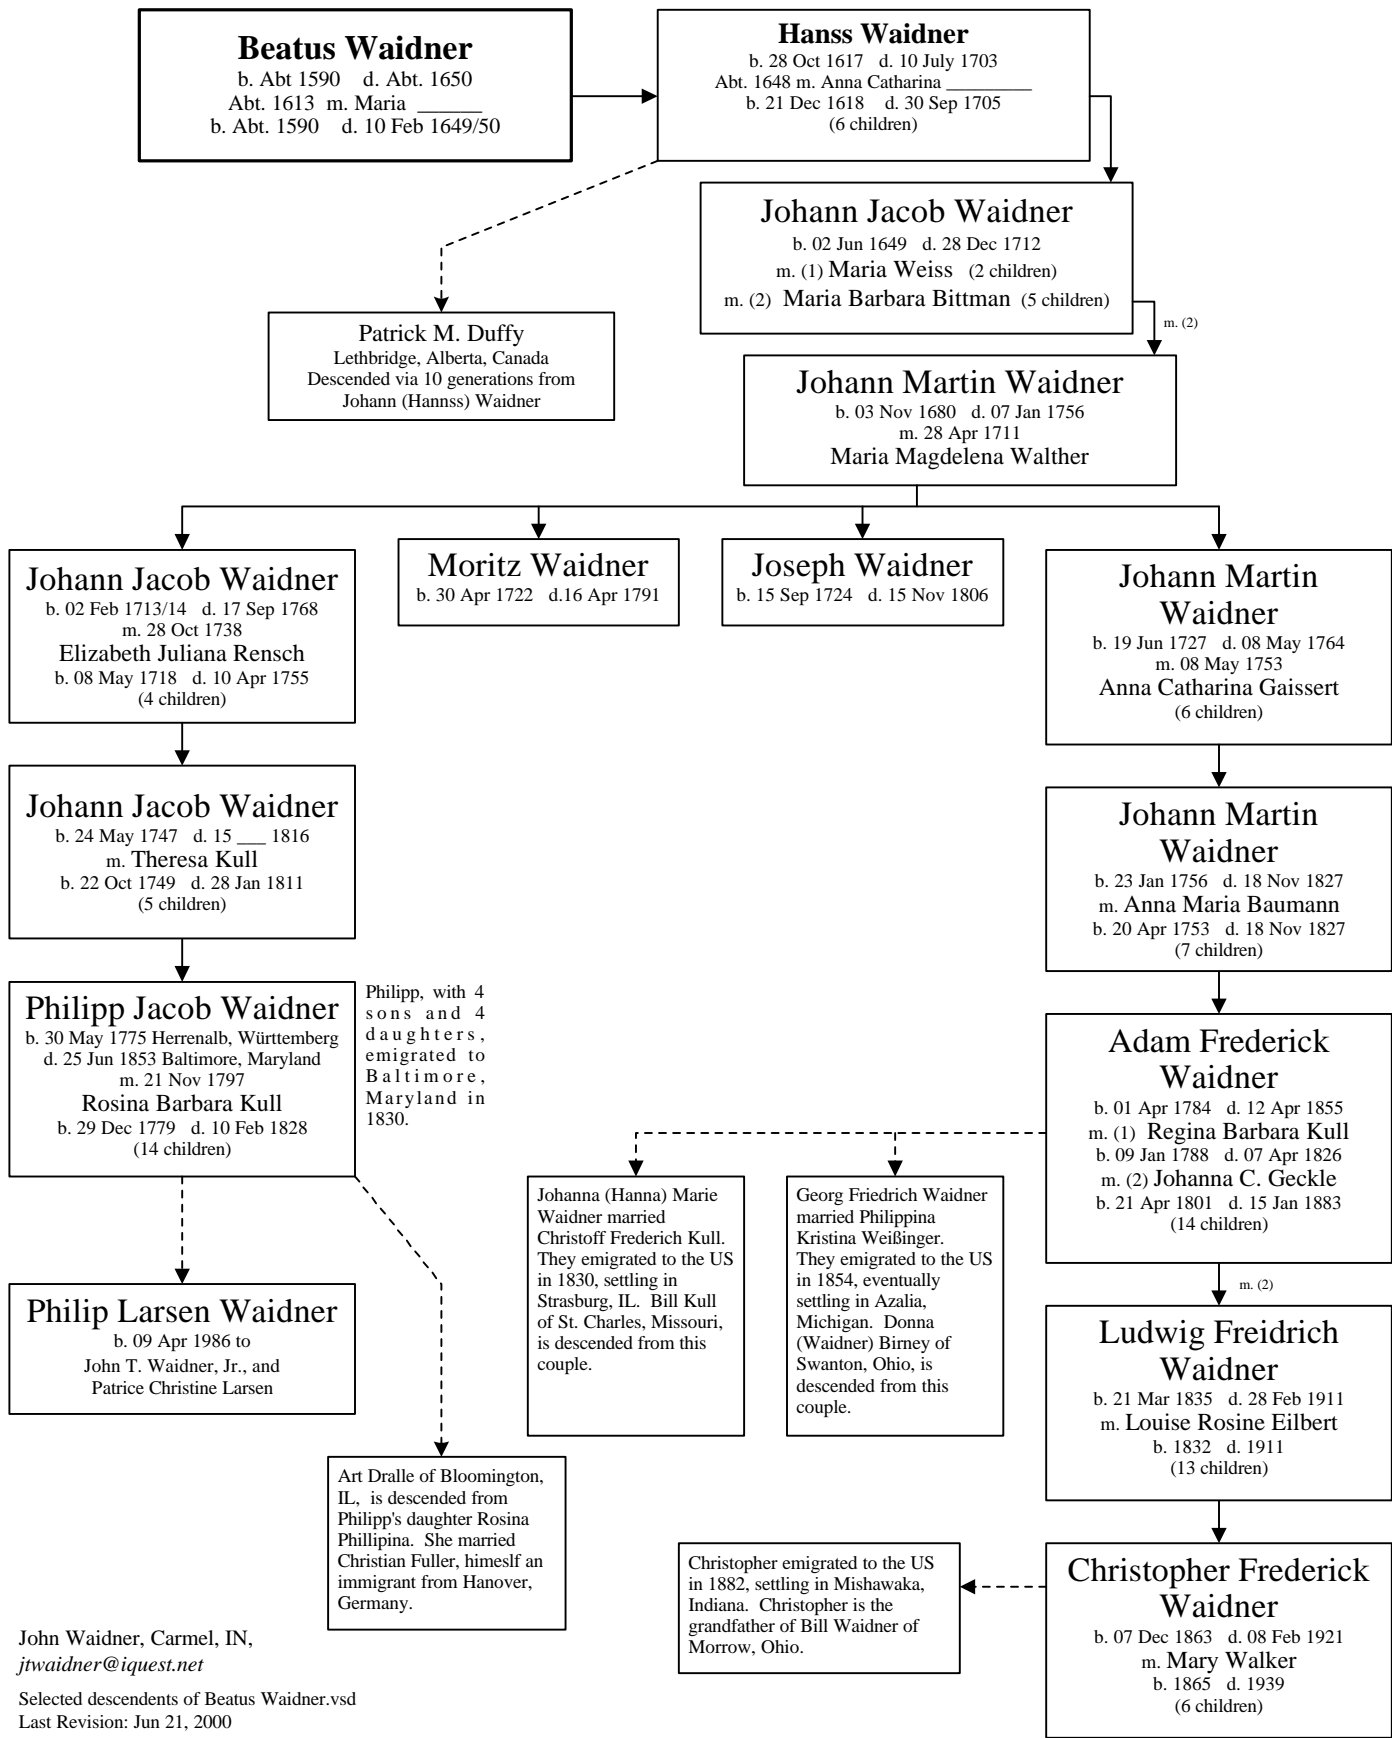 Beatus Waidner
b. Abt 1590 d. Abt. 1650
Abt. 1613 m. Maria ______
b. Abt. 1590 d. 10 Feb 1649/50
Hanss Waidner
b. 28 Oct 1617 d. 10 July 1703
Abt. 1648 m. Anna Catharina ________
b. 21 Dec 1618 d. 30 Sep 1705
(6 children)
Johann Jacob Waidner
b. 02 Jun 1649 d. 28 Dec 1712
m. (1) Maria Weiss (2 children)
m. (2) Maria Barbara Bittman (5 children)
m. (2)
Patrick M. Duffy
Lethbridge, Alberta, Canada
Descended via 10 generations from
Johann (Hannss) Waidner
Johann Martin Waidner
b. 03 Nov 1680 d. 07 Jan 1756
m. 28 Apr 1711
Maria Magdelena Walther
Johann Jacob Waidner
b. 02 Feb 1713/14 d. 17 Sep 1768
m. 28 Oct 1738
Elizabeth Juliana Rensch
b. 08 May 1718 d. 10 Apr 1755
(4 children)
Moritz Waidner
b. 30 Apr 1722 d.16 Apr 1791
Joseph Waidner
b. 15 Sep 1724 d. 15 Nov 1806
Johann Martin
Waidner
b. 19 Jun 1727 d. 08 May 1764
m. 08 May 1753
Anna Catharina Gaissert
(6 children)
Johann Jacob Waidner
b. 24 May 1747 d. 15 ___ 1816
m. Theresa Kull
b. 22 Oct 1749 d. 28 Jan 1811
(5 children)
Johann Martin
Waidner
b. 23 Jan 1756 d. 18 Nov 1827
m. Anna Maria Baumann
b. 20 Apr 1753 d. 18 Nov 1827
(7 children)
Philipp Jacob Waidner
b. 30 May 1775 Herrenalb, Württemberg
d. 25 Jun 1853 Baltimore, Maryland
m. 21 Nov 1797
Rosina Barbara Kull
b. 29 Dec 1779 d. 10 Feb 1828
(14 children)
Philipp, with 4
sons and 4
daughters,
emigrated to
Baltimore,
Maryland in
1830.
Adam Frederick
Waidner
b. 01 Apr 1784 d. 12 Apr 1855
m. (1) Regina Barbara Kull
b. 09 Jan 1788 d. 07 Apr 1826
m. (2) Johanna C. Geckle
b. 21 Apr 1801 d. 15 Jan 1883
(14 children)
m. (2)
Johanna (Hanna) Marie
Waidner married
Christoff Frederich Kull.
They emigrated to the US
in 1830, settling in
Strasburg, IL. Bill Kull
of St. Charles, Missouri,
is descended from this
couple.
Georg Friedrich Waidner
married Philippina
Kristina Weißinger.
They emigrated to the US
in 1854, eventually
settling in Azalia,
Michigan. Donna
(Waidner) Birney of
Swanton, Ohio, is
descended from this
couple.
Philip Larsen Waidner
b. 09 Apr 1986 to
John T. Waidner, Jr., and
Patrice Christine Larsen
Ludwig Freidrich
Waidner
b. 21 Mar 1835 d. 28 Feb 1911
m. Louise Rosine Eilbert
b. 1832 d. 1911
(13 children)
Art Dralle of Bloomington,
IL, is descended from
Philipp's daughter Rosina
Phillipina. She married
Christian Fuller, himeslf an
immigrant from Hanover,
Germany.
Christopher emigrated to the US
in 1882, settling in Mishawaka,
Indiana. Christopher is the
grandfather of Bill Waidner of
Morrow, Ohio.
Christopher Frederick
Waidner
b. 07 Dec 1863 d. 08 Feb 1921
m. Mary Walker
b. 1865 d. 1939
(6 children)
John Waidner, Carmel, IN,
jtwaidner@iquest.net
Selected descendents of Beatus Waidner.vsd
Last Revision: Jun 21, 2000